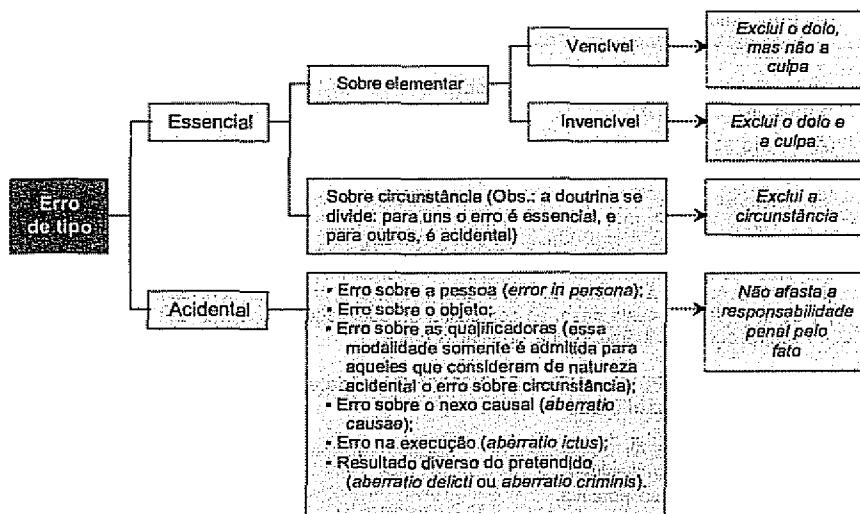 Erro
de tipo
Essencial
Sobre elementar
Vencível
Exclui o dolo,
mas não a
culpa
Invencível
Exclui o dolo e
a culpa
Sobre circunstância (Obs.: a doutrina se
divide: para uns o erro é essencial, e
para outros, é acidental)
Exclui a
circunstância
Acidental
▪ Erro sobre a pessoa (error in persona);
▪ Erro sobre o objeto;
▪ Erro sobre as qualificadoras (essa
modalidade somente é admitida para
aqueles que consideram de natureza
acidental o erro sobre circunstância);
▪ Erro sobre o nexo causal (aberratio
causae);
▪ Erro na execução (aberratio ictus);
▪ Resultado diverso do pretendido
(aberratio delicti ou aberratio criminis).
Não afasta a
responsabilidade
penal pelo
fato